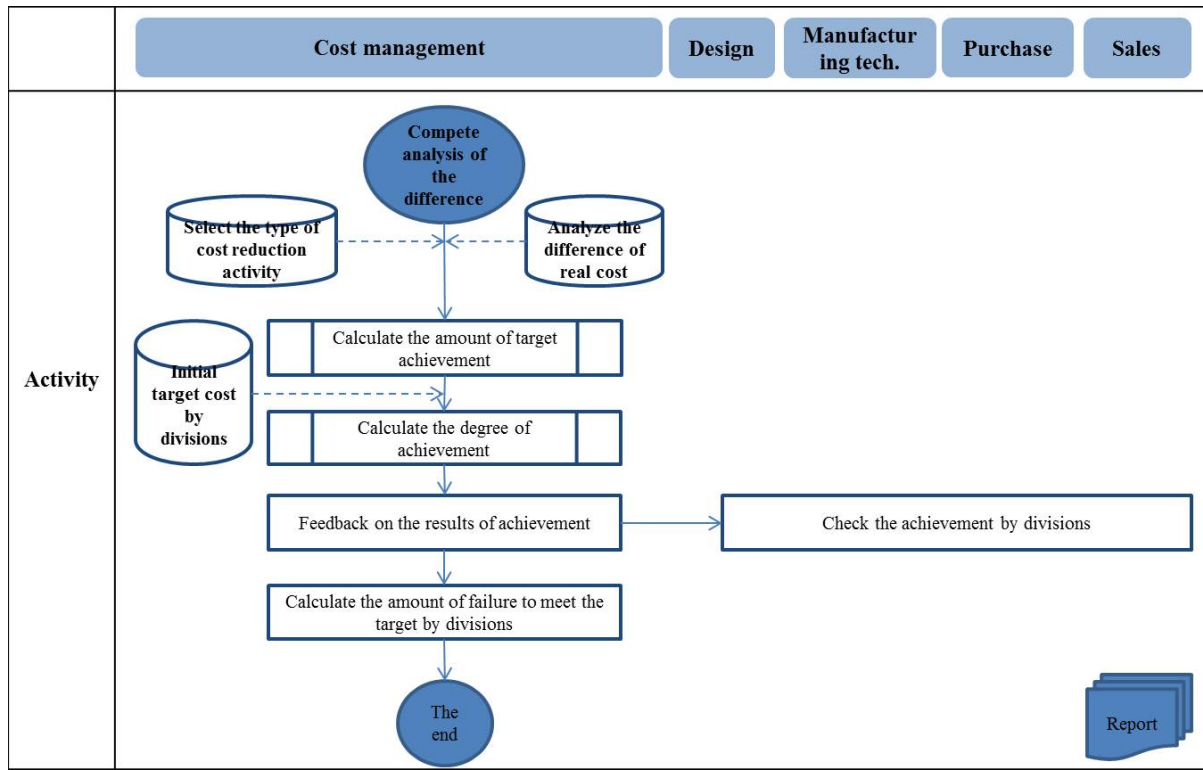 Cost management
Design
Manufactur
ing tech.
Purchase
Sales
Activity
Compete
analysis of
the
difference
Select the type of
cost reduction
activity
Analyze the
difference of
real cost
Calculate the amount of target
achievement
Initial
target cost
by
divisions
Calculate the degree of
achievement
Feedback on the results of achievement
Check the achievement by divisions
Calculate the amount of failure to meet the
target by divisions
The
end
Report